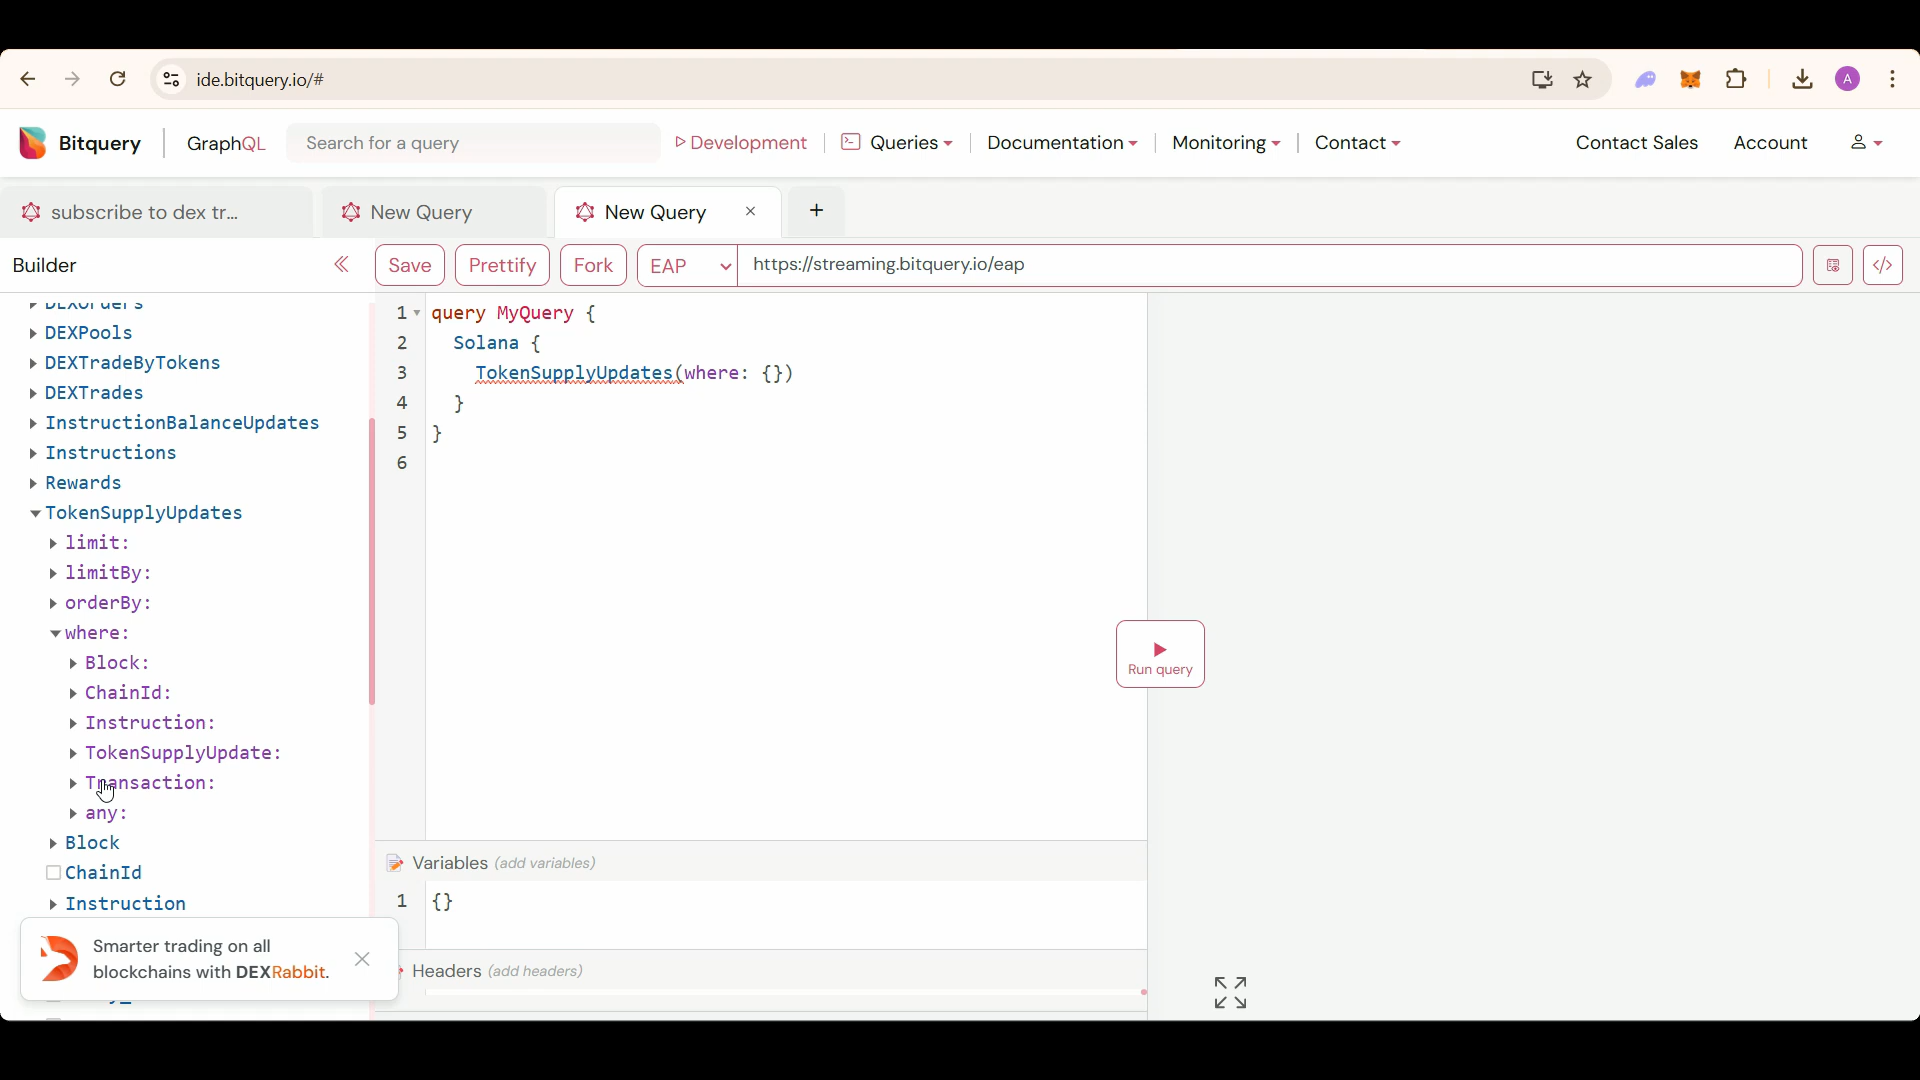 ide.bitquery.io/#
A
Bitquery
GraphQL
Search for a query
Development
Queries
Documentation
Monitoring
Contact
Contact Sales
Account
subscribe to dex tr...
New Query
New Query
+
Builder
Save
Prettify
Fork
EAP
https://streaming.bitquery.io/eap
DEXOrders
DEXPools
DEXTradeByTokens
DEXTrades
InstructionBalanceUpdates
Instructions
Rewards
TokenSupplyUpdates
limit:
limitBy:
orderBy:
where:
Block:
ChainId:
Instruction:
TokenSupplyUpdate:
Transaction:
any:
Block
ChainId
Instruction
1 query MyQuery {
2 Solana {
3 TokenSupplyUpdates(where: {})
4 }
5 }
6
Run query
Variables (add variables)
1 {}
Headers (add headers)
Smarter trading on all
blockchains with DEXRabbit.